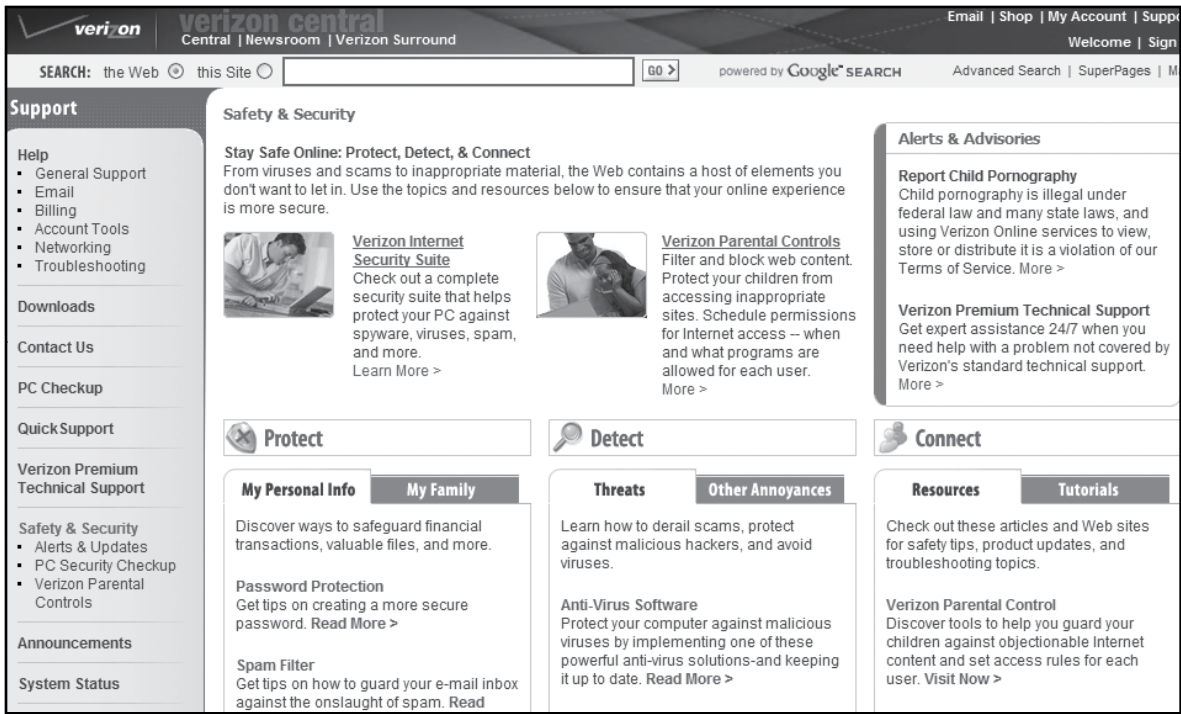 verizon
verizon central
Central | Newsroom | Verizon Surround
Email | Shop | My Account |
Welcome | Sign
SEARCH: the Web this Site
GO >
powered by Google SEARCH
Advanced Search | SuperPages |
Support
Help
General Support
Email
Billing
Account Tools
Networking
Troubleshooting
Downloads
Contact Us
PC Checkup
QuickSupport
Verizon Premium
Technical Support
Safety & Security
Alerts & Updates
PC Security Checkup
Verizon Parental
Controls
Announcements
System Status
Safety & Security
Stay Safe Online: Protect, Detect, & Connect
From viruses and scams to inappropriate material, the Web contains a host of elements you
don't want to let in. Use the topics and resources below to ensure that your online experience
is more secure.
Verizon Internet
Security Suite
Check out a complete
security suite that helps
protect your PC against
spyware, viruses, spam,
and more.
Learn More >
Verizon Parental Controls
Filter and block web content.
Protect your children from
accessing inappropriate
sites. Schedule permissions
for Internet access -- when
and what programs are
allowed for each user.
More >
Alerts & Advisories
Report Child Pornography
Child pornography is illegal under
federal law and many state laws, and
using Verizon Online services to view,
store or distribute it is a violation of our
Terms of Service. More >
Verizon Premium Technical Support
Get expert assistance 24/7 when you
need help with a problem not covered by
Verizon's standard technical support.
More >
Protect
My Personal Info
My Family
Discover ways to safeguard financial
transactions, valuable files, and more.
Password Protection
Get tips on creating a more secure
password. Read More >
Spam Filter
Get tips on how to guard your e-mail inbox
against the onslaught of spam. Read
Detect
Threats
Other Annoyances
Learn how to derail scams, protect
against malicious hackers, and avoid
viruses.
Anti-Virus Software
Protect your computer against malicious
viruses by implementing one of these
powerful anti-virus solutions-and keeping
it up to date. Read More >
Connect
Resources
Tutorials
Check out these articles and Web sites
for safety tips, product updates, and
troubleshooting topics.
Verizon Parental Control
Discover tools to help you guard your
children against objectionable Internet
content and set access rules for each
user. Visit Now >